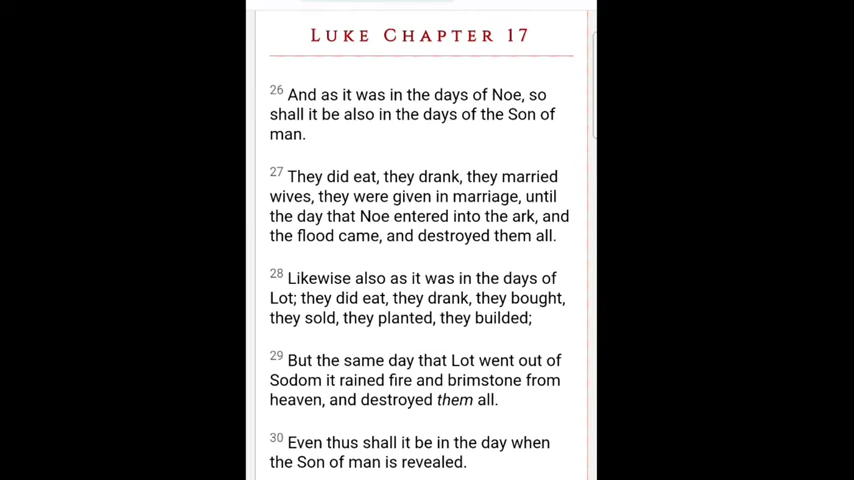 LUKE CHAPTER 17
26 And as it was in the days of Noe, so
shall it be also in the days of the Son of
man.
27 They did eat, they drank, they married
wives, they were given in marriage, until
the day that Noe entered into the ark, and
the flood came, and destroyed them all.
28 Likewise also as it was in the days of
Lot; they did eat, they drank, they bought,
they sold, they planted, they builded;
29 But the same day that Lot went out of
Sodom it rained fire and brimstone from
heaven, and destroyed them all.
30 Even thus shall it be in the day when
the Son of man is revealed.